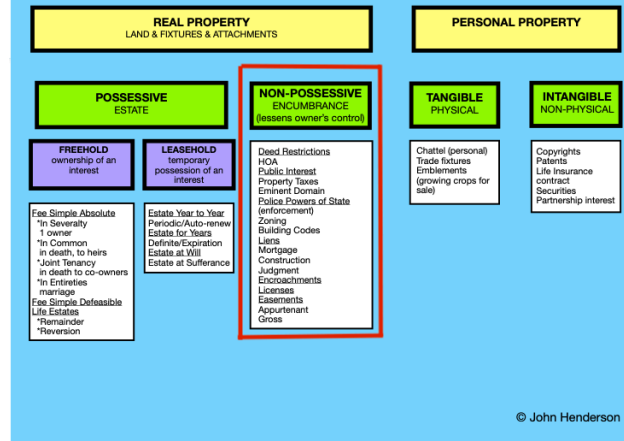 REAL PROPERTY
LAND & FIXTURES & ATTACHMENTS
PERSONAL PROPERTY
POSSESSIVE
ESTATE
NON-POSSESSIVE
ENCUMBRANCE
(lessens owner's control)
TANGIBLE
PHYSICAL
INTANGIBLE
NON-PHYSICAL
FREEHOLD
ownership of an
interest
LEASEHOLD
temporary
possession of an
interest
Fee Simple Absolute
*In Severalty
1 owner
*In Common
in death, to heirs
*Joint Tenancy
in death to co-owners
*In Entireties
marriage
Fee Simple Defeasible
Life Estates
*Remainder
*Reversion
Estate Year to Year
Periodic/Auto-renew
Estate for Years
Definite/Expiration
Estate at Will
Estate at Sufferance
Deed Restrictions
HOA
Public Interest
Property Taxes
Eminent Domain
Police Powers of State
(enforcement)
Zoning
Building Codes
Liens
Mortgage
Construction
Judgment
Encroachments
Licenses
Easements
Appurtenant
Gross
Chattel (personal)
Trade fixtures
Emblements
(growing crops for
sale)
Copyrights
Patents
Life Insurance
contract
Securities
Partnership interest
© John Henderson